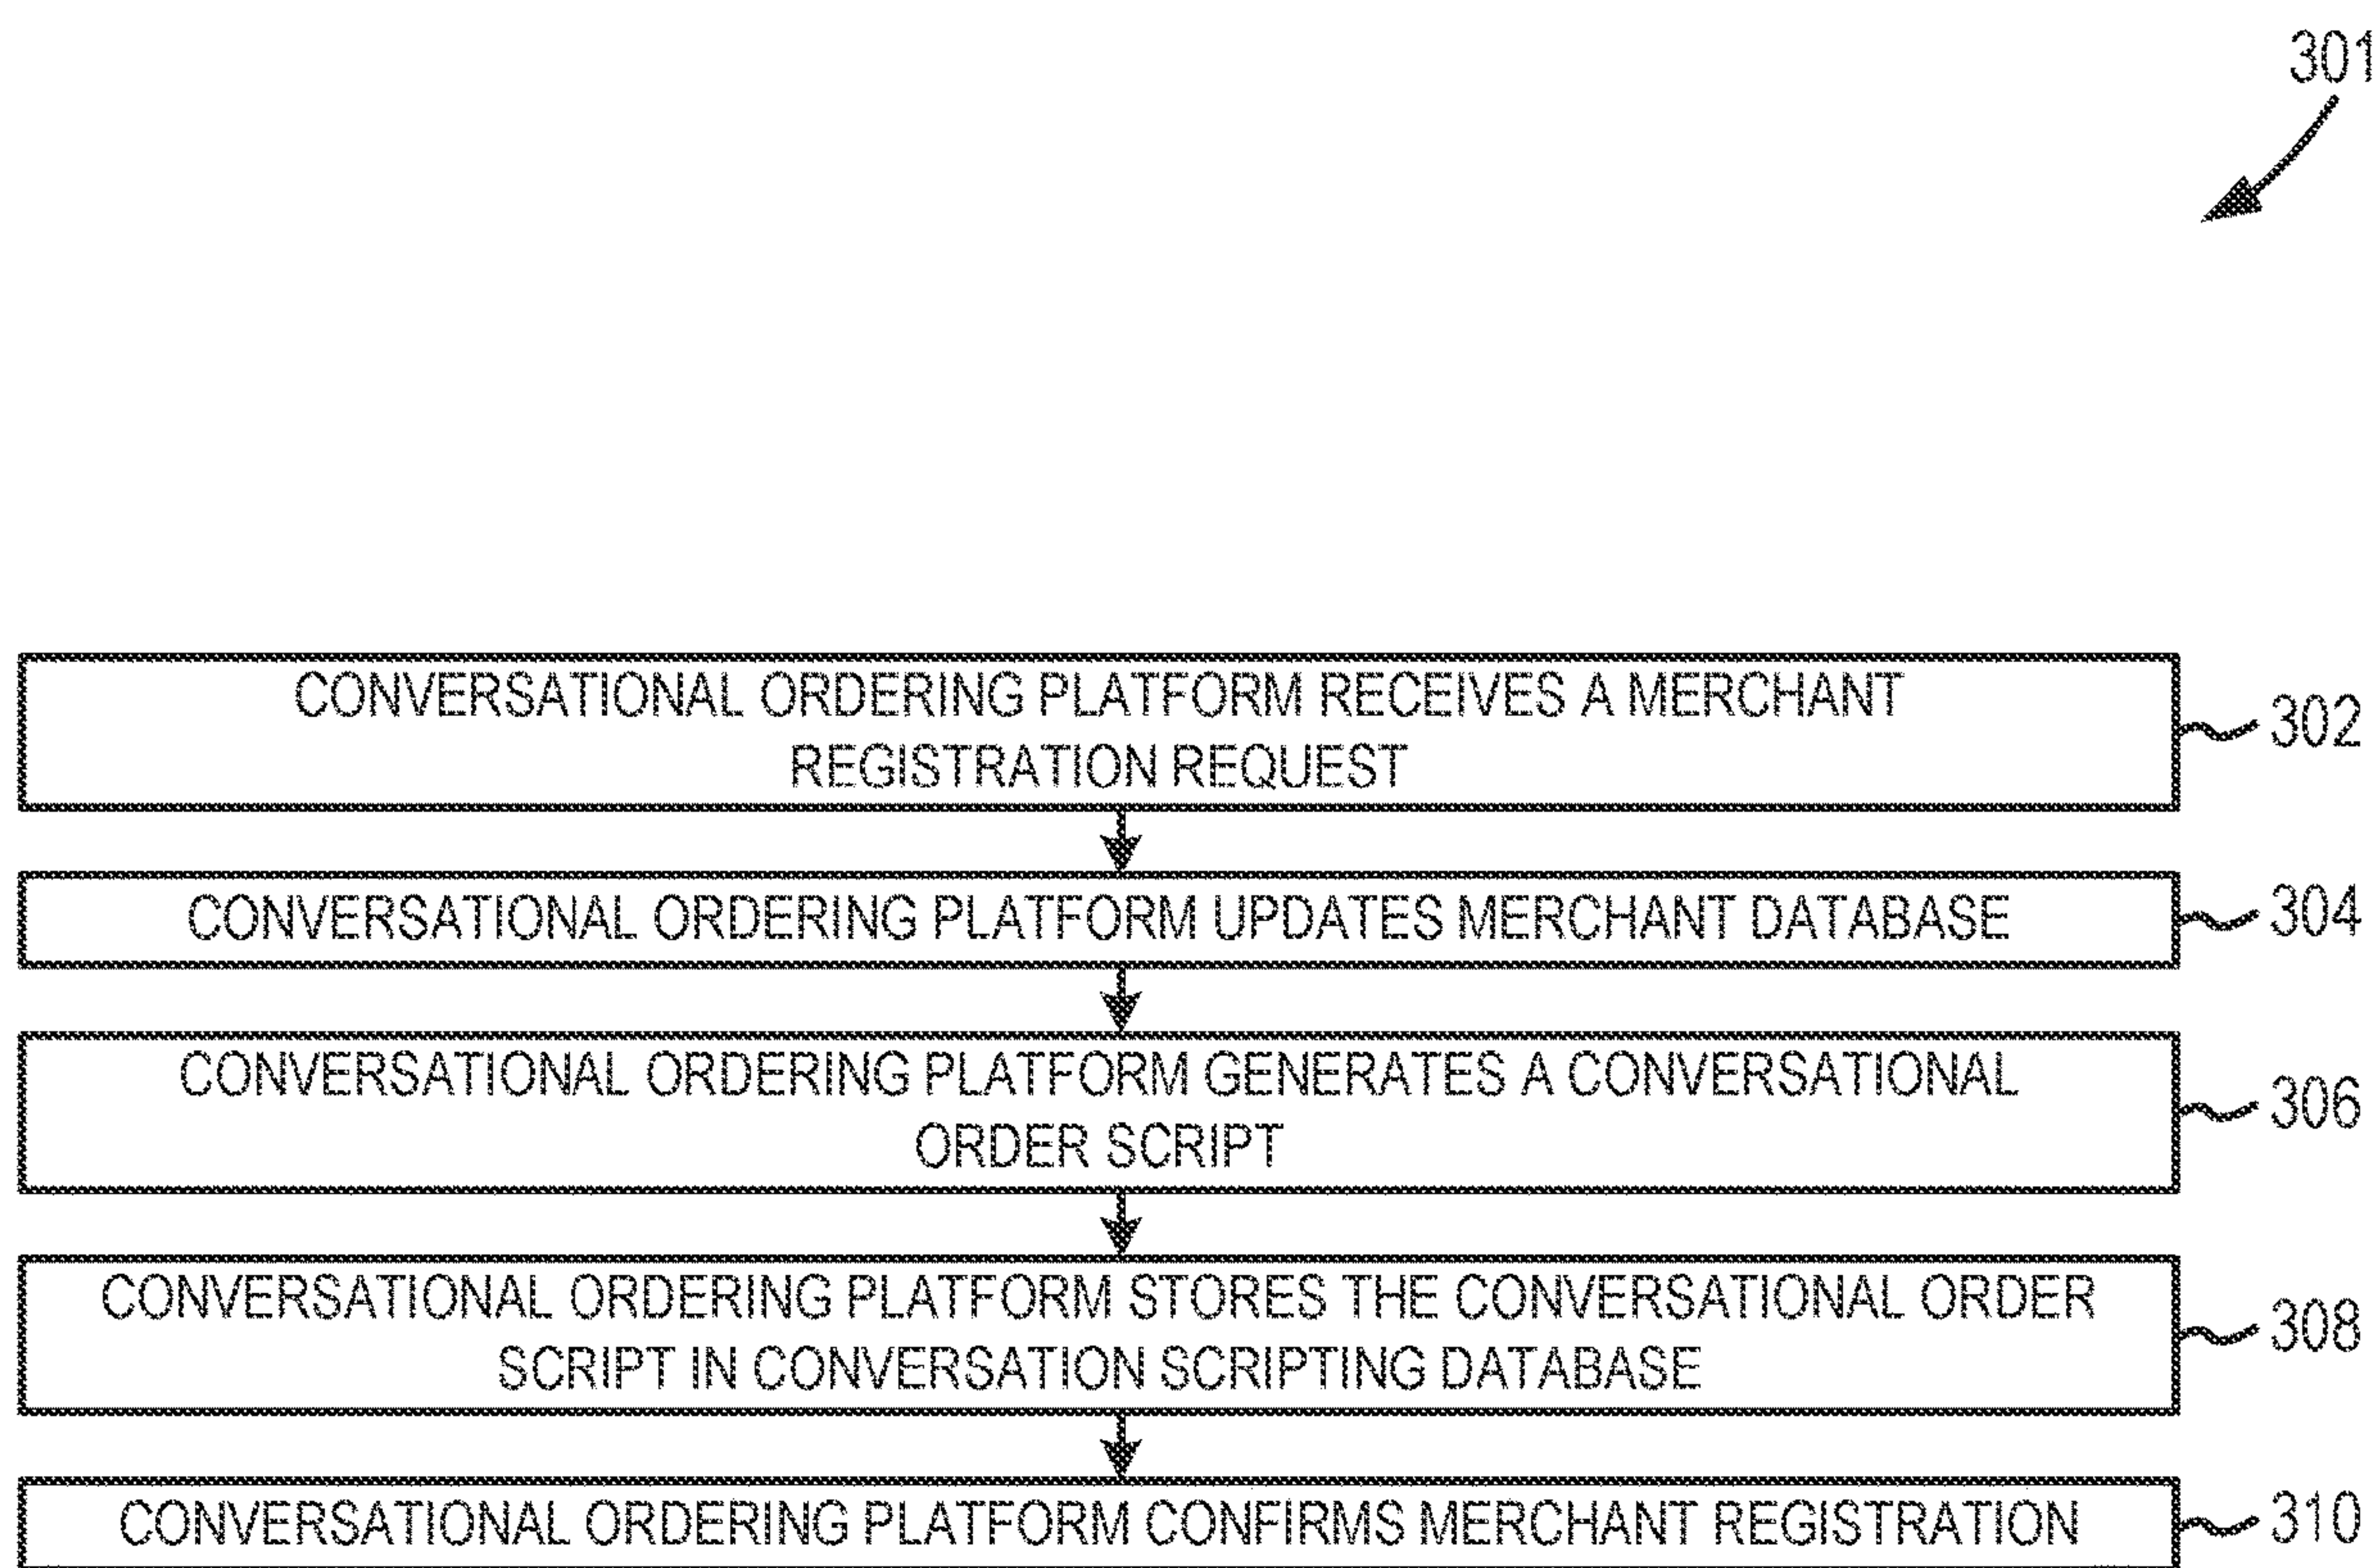 301
CONVERSATIONAL ORDERING PLATFORM RECEIVES A MERCHANT
REGISTRATION REQUEST
302
CONVERSATIONAL ORDERING PLATFORM UPDATES MERCHANT DATABASE
304
CONVERSATIONAL ORDERING PLATFORM GENERATES A CONVERSATIONAL
ORDER SCRIPT
306
CONVERSATIONAL ORDERING PLATFORM STORES THE CONVERSATIONAL ORDER
SCRIPT IN CONVERSATION SCRIPTING DATABASE
308
CONVERSATIONAL ORDERING PLATFORM CONFIRMS MERCHANT REGISTRATION
310